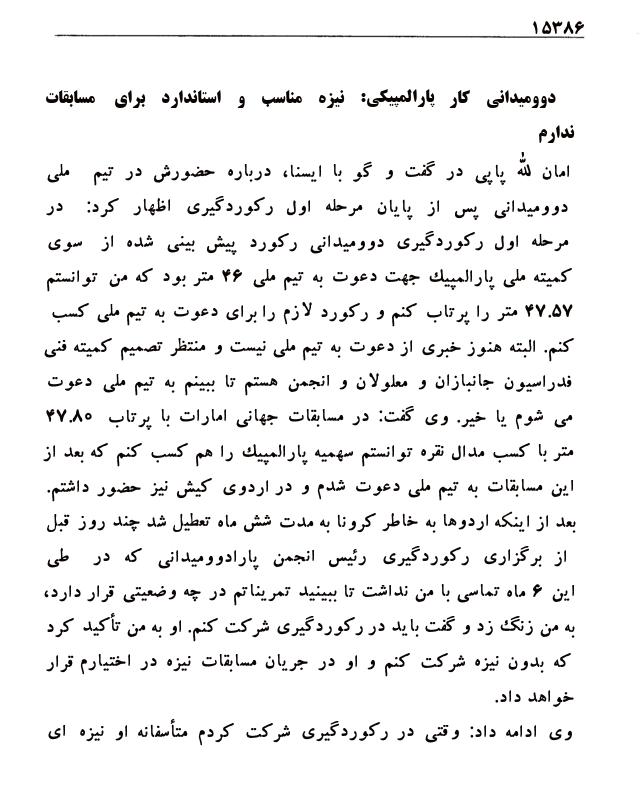 ۱۵۳۸۶
دوومیدانی کار پارالمپیکی: نیزه مناسب و استاندارد برای مسابقات
ندارم
امان لله پاپی در گفت و گو با ایسنا، درباره حضورش در تیم ملی
دوومیدانی پس از پایان مرحله اول رکوردگیری اظهار کرد: در
مرحله اول رکوردگیری دوومیدانی رکورد پیش بینی شده از سوی
کمیته ملی پارالمپیك جهت دعوت به تیم ملی ۴۶ متر بود که من توانستم
۴۷.۵۷ متر را پرتاب کنم و رکورد لازم را برای دعوت به تیم ملی کسب
کنم. البته هنوز خبری از دعوت به تیم ملی نیست و منتظر تصمیم کمیته فنی
فدراسیون جانبازان و معلولان و انجمن هستم تا ببینم به تیم ملی دعوت
می شوم یا خیر. وی گفت: در مسابقات جهانی امارات با پرتاب ۴۷.۸۰
متر با کسب مدال نقره توانستم سهمیه پارالمپیك را هم کسب کنم که بعد از
این مسابقات به تیم ملی دعوت شدم و در اردوی کیش نیز حضور داشتم.
بعد از اینکه اردوها به خاطر کرونا به مدت شش ماه تعطیل شد چند روز قبل
از برگزاری رکوردگیری رئیس انجمن پارادوومیدانی که در طی
این ۶ ماه تماسی با من نداشت تا ببینید تمریناتم در چه وضعیتی قرار دارد،
به من زنگ زد و گفت باید در رکوردگیری شرکت کنم. او به من تأکید کرد
که بدون نیزه شرکت کنم و او در جریان مسابقات نیزه در اختیارم قرار
خواهد داد.
وی ادامه داد: وقتی در رکوردگیری شرکت کردم متأسفانه او نیزه ای